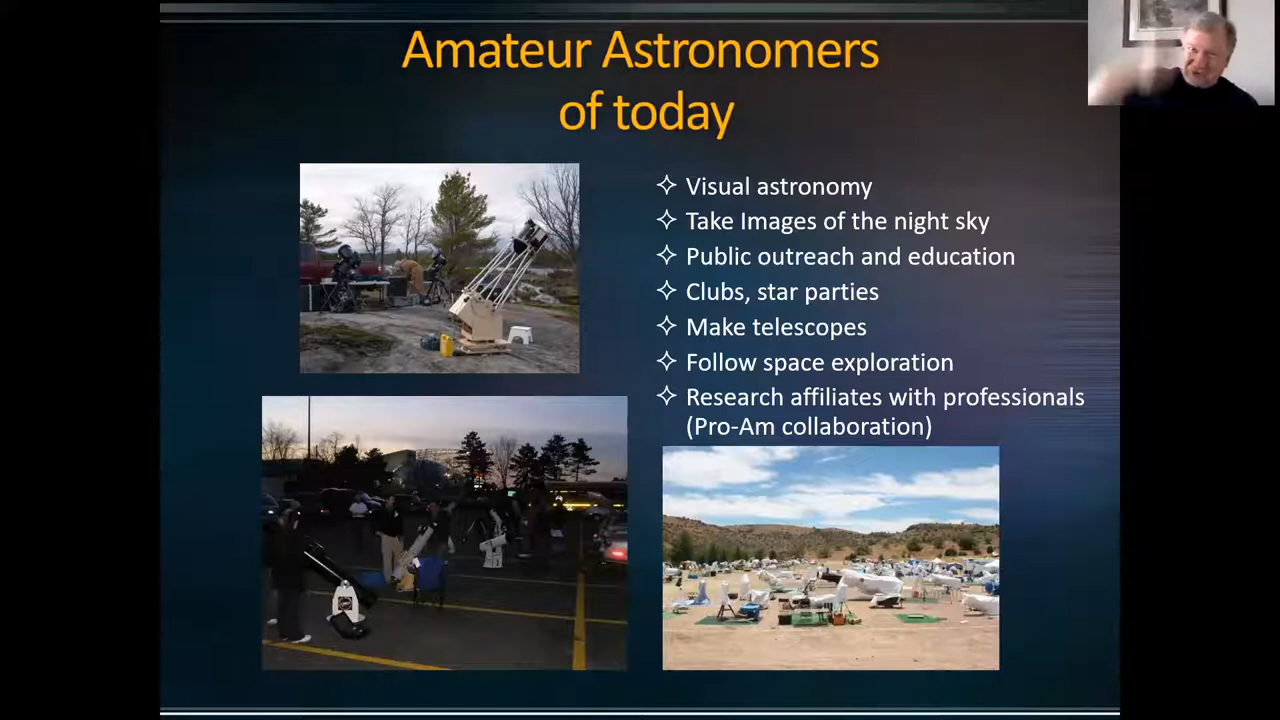 Amateur Astronomers
of today
Visual astronomy
Take Images of the night sky
Public outreach and education
Clubs, star parties
Make telescopes
Follow space exploration
Research affiliates with professionals
(Pro-Am collaboration)